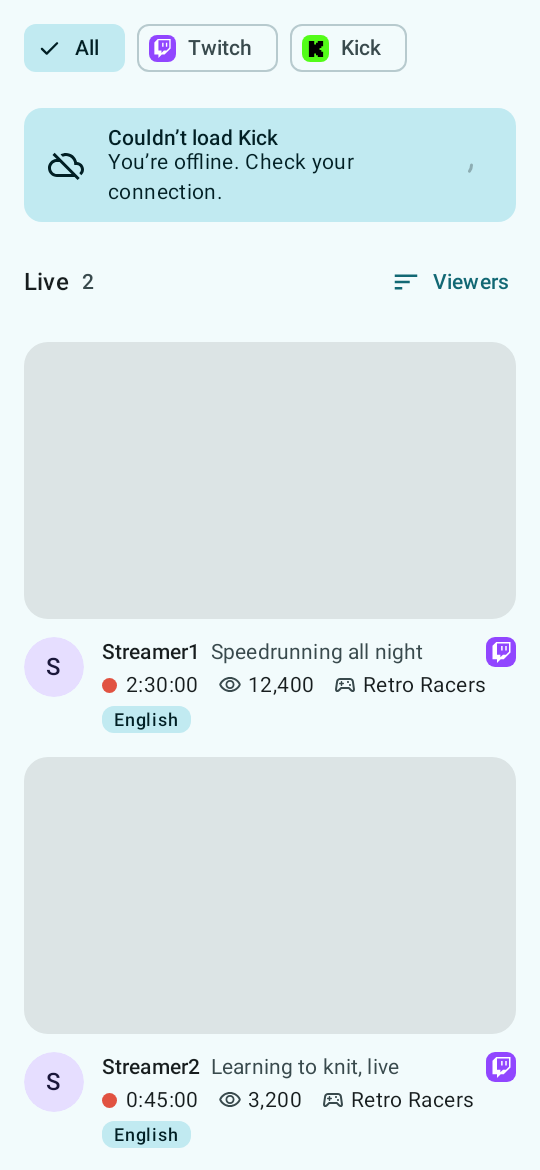 All Twitch Kick
Couldn’t load Kick
You’re offline. Check your
connection.
Live 2 Viewers
S Streamer1 Speedrunning all night
2:30:00 12,400 Retro Racers
English
S Streamer2 Learning to knit, live
0:45:00 3,200 Retro Racers
English